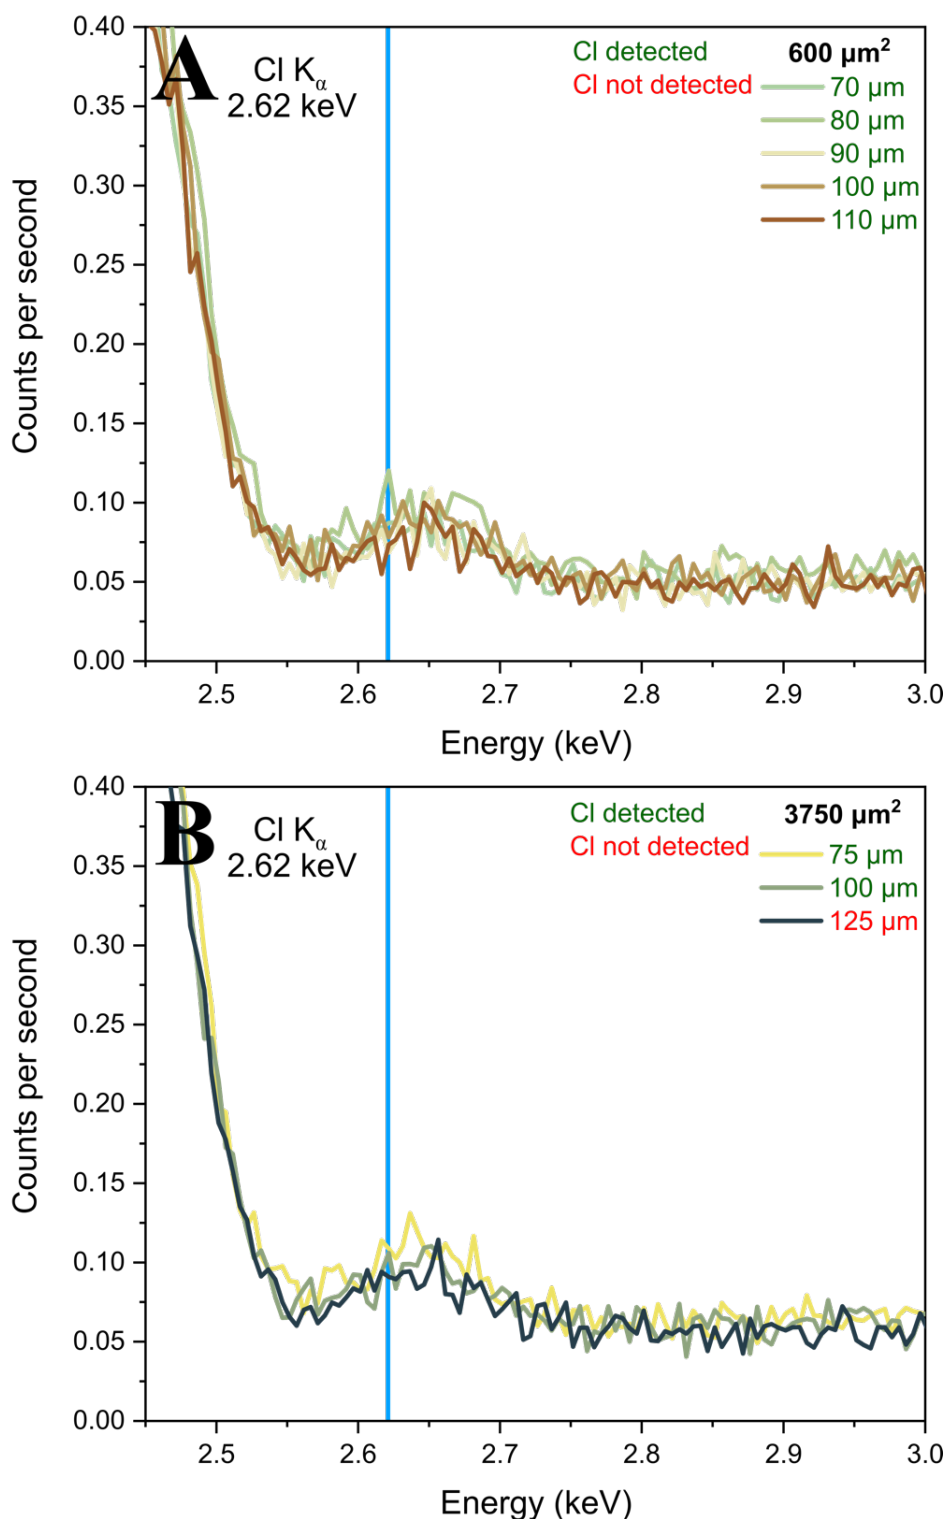 A
Cl Kα
2.62 keV
Cl detected
Cl not detected
600 µm²
70 µm
80 µm
90 µm
100 µm
110 µm
Counts per second
0.40
0.35
0.30
0.25
0.20
0.15
0.10
0.05
0.00
2.5
2.6
2.7
2.8
2.9
3.0
Energy (keV)
B
Cl Kα
2.62 keV
Cl detected
Cl not detected
3750 µm²
75 µm
100 µm
125 µm
Counts per second
0.40
0.35
0.30
0.25
0.20
0.15
0.10
0.05
0.00
2.5
2.6
2.7
2.8
2.9
3.0
Energy (keV)